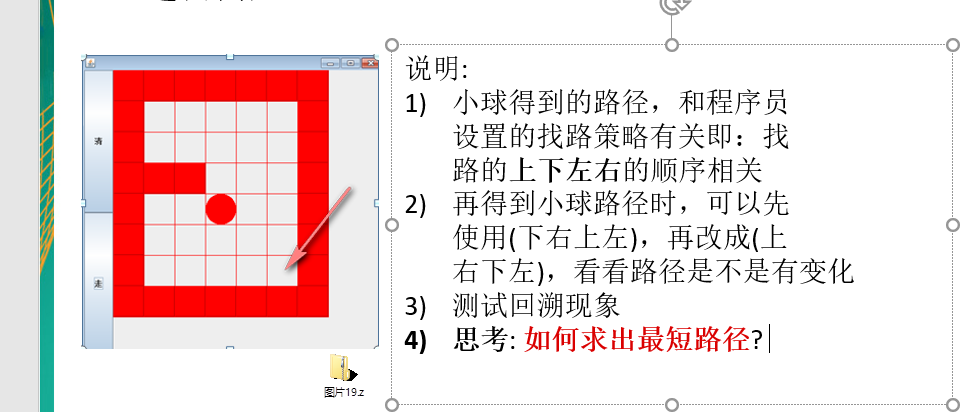 清
走
图片19.z
说明:
1) 小球得到的路径，和程序员
设置的找路策略有关即：找
路的上下左右的顺序相关
2) 再得到小球路径时，可以先
使用(下右上左)，再改成(上
右下左)，看看路径是不是有变化
3) 测试回溯现象
4) 思考: 如何求出最短路径?